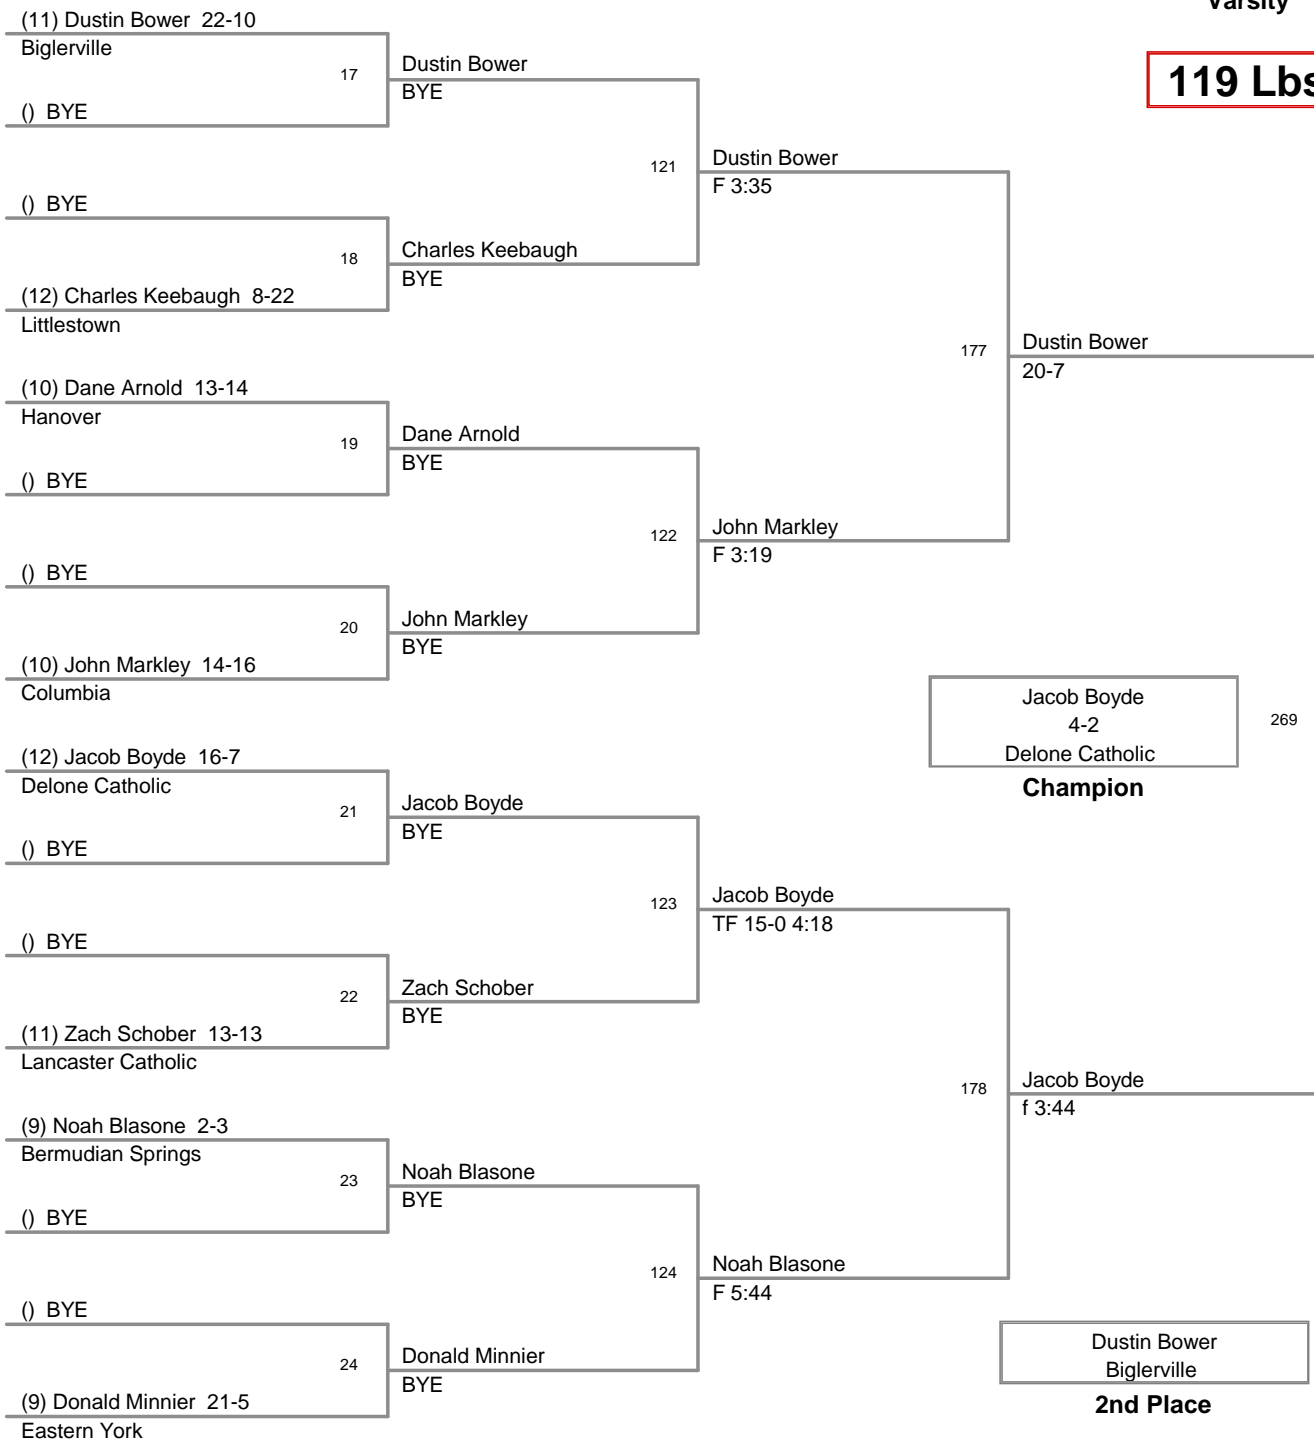 Varsity
119 Lbs
(11) Dustin Bower 22-10
Biglerville
17
() BYE
Dustin Bower
BYE
121
() BYE
18
(12) Charles Keebaugh 8-22
Littlestown
Charles Keebaugh
BYE
Dustin Bower
F 3:35
177
(10) Dane Arnold 13-14
Hanover
19
() BYE
Dane Arnold
BYE
122
() BYE
20
(10) John Markley 14-16
Columbia
John Markley
BYE
John Markley
F 3:19
Dustin Bower
20-7
Jacob Boyde
4-2
Delone Catholic
Champion
269
(12) Jacob Boyde 16-7
Delone Catholic
21
() BYE
Jacob Boyde
BYE
123
() BYE
22
(11) Zach Schober 13-13
Lancaster Catholic
Zach Schober
BYE
Jacob Boyde
TF 15-0 4:18
178
(9) Noah Blasone 2-3
Bermudian Springs
23
() BYE
Noah Blasone
BYE
124
() BYE
24
(9) Donald Minnier 21-5
Eastern York
Donald Minnier
BYE
Noah Blasone
F 5:44
Jacob Boyde
f 3:44
Dustin Bower
Biglerville
2nd Place